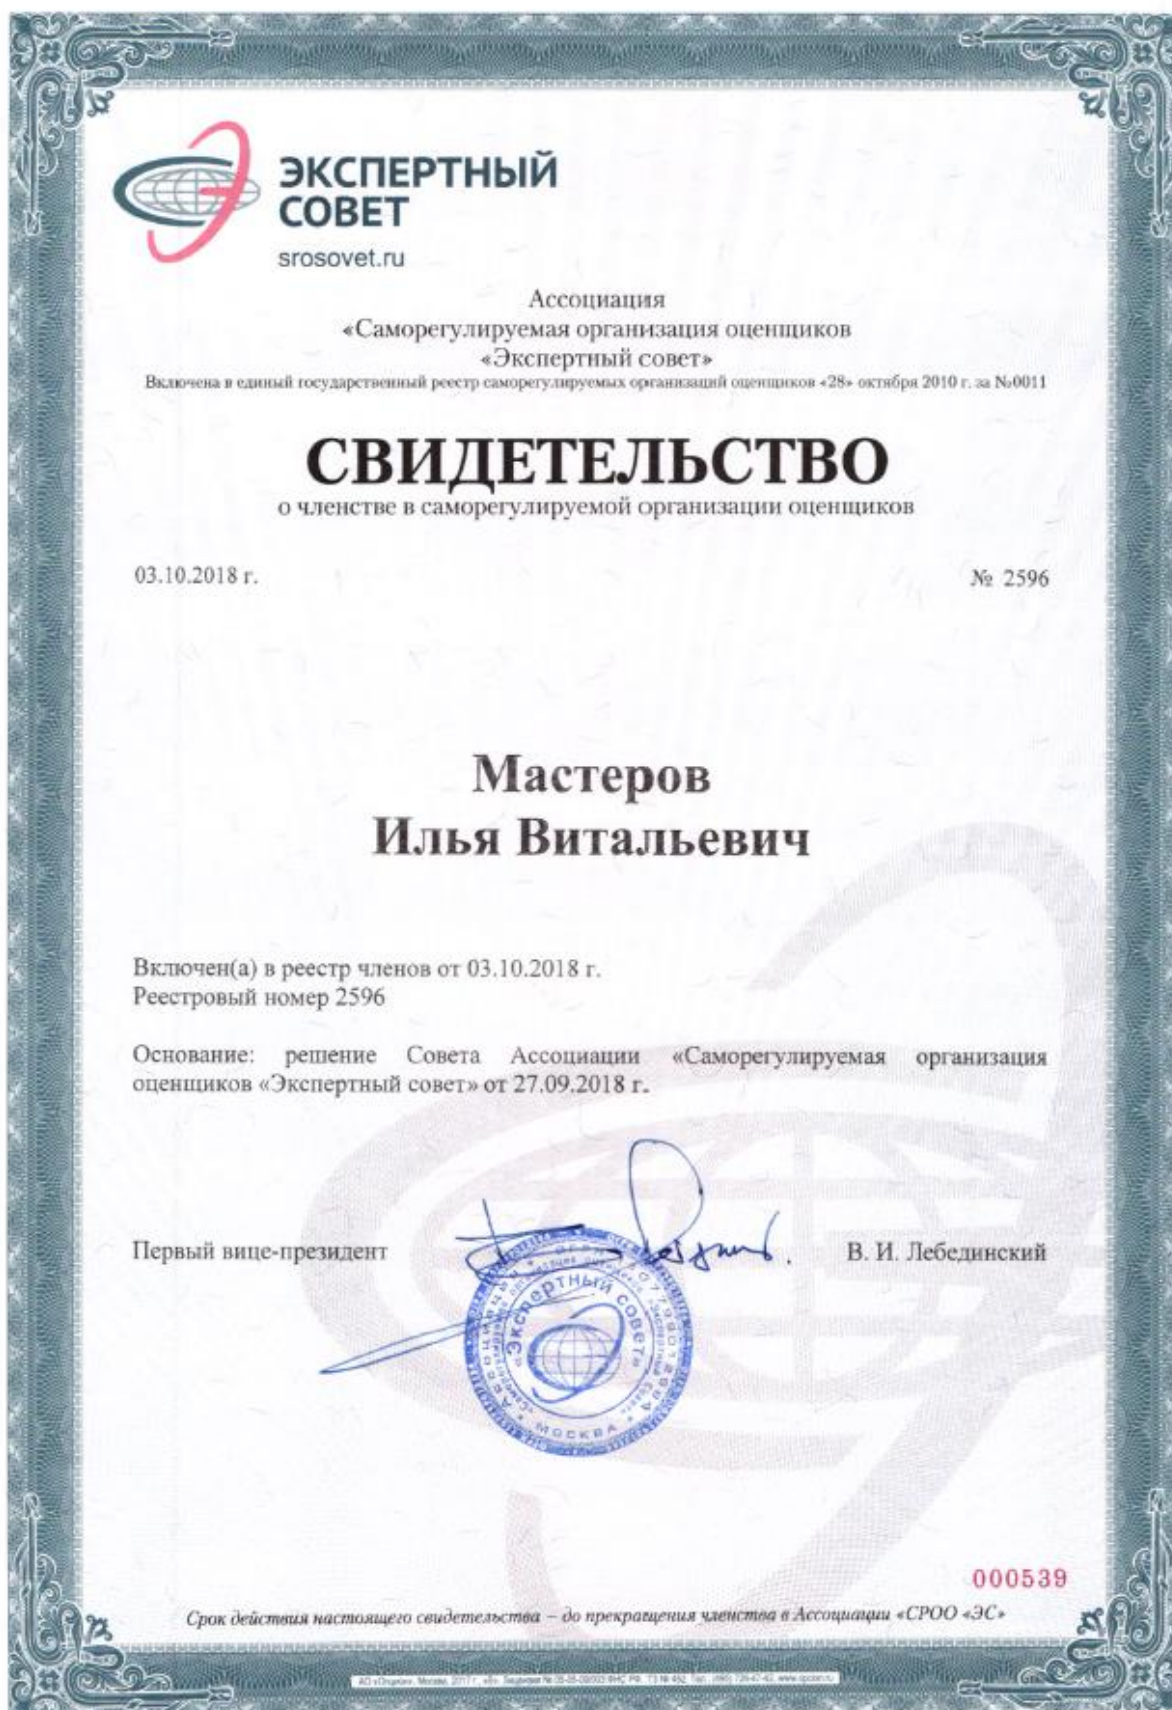 ЭКСПЕРТНЫЙ
СОВЕТ
srosovet.ru
Ассоциация
«Саморегулируемая организация оценщиков
«Экспертный совет»
Включена в единый государственный реестр саморегулируемых организаций оценщиков «28» октября 2010 г. за №0011
СВИДЕТЕЛЬСТВО
о членстве в саморегулируемой организации оценщиков
03.10.2018 г.
№ 2596
Мастеров
Илья Витальевич
Включен(а) в реестр членов от 03.10.2018 г.
Реестровый номер 2596
Основание: решение Совета Ассоциации «Саморегулируемая организация
оценщиков «Экспертный совет» от 27.09.2018 г.
Первый вице-президент
В. И. Лебединский
«Экспертный совет»
МОСКВА
000539
Срок действия настоящего свидетельства – до прекращения членства в Ассоциации «СРОО «ЭС»